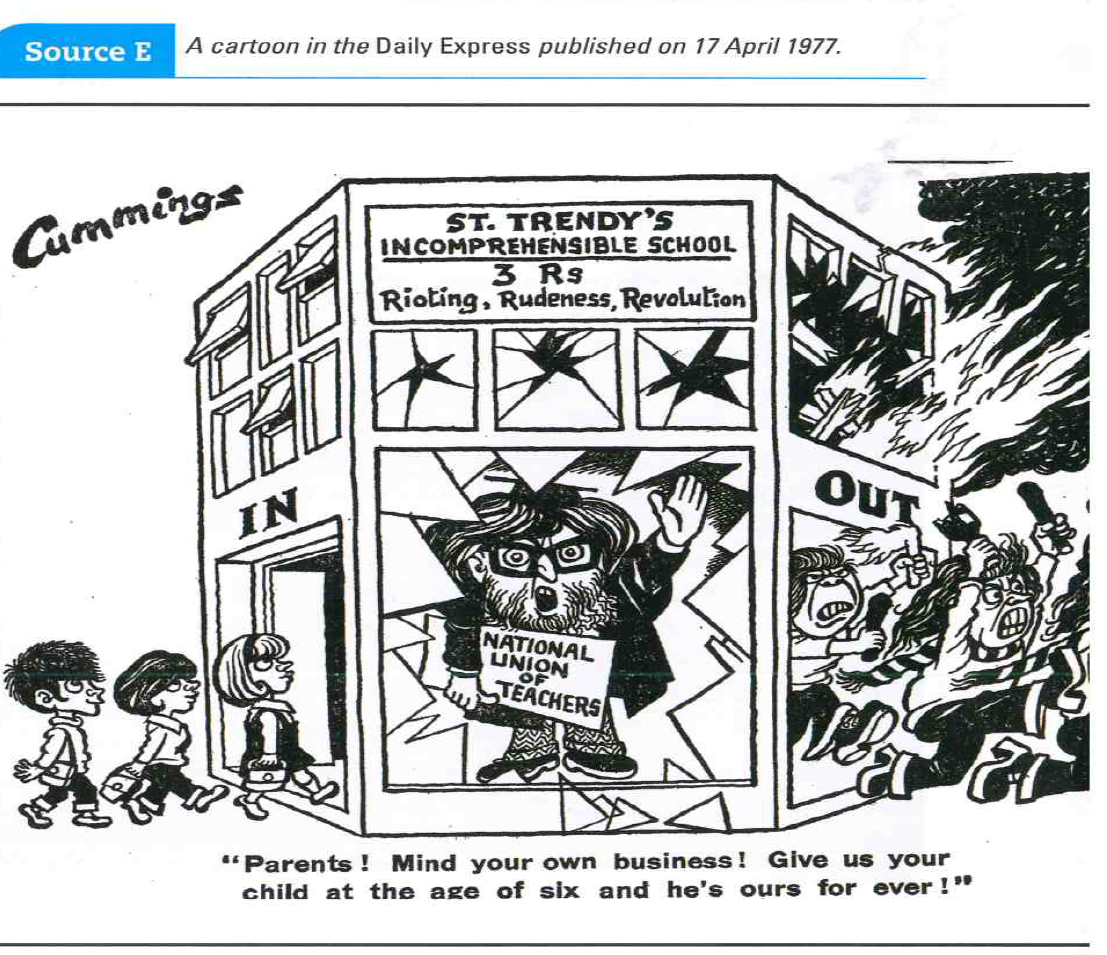 Source E
A cartoon in the Daily Express published on 17 April 1977.
Cummings
ST. TRENDY'S
INCOMPREHENSIBLE SCHOOL
3 Rs
Rioting, Rudeness, Revolution
IN
OUT
NATIONAL
UNION
OF
TEACHERS
“Parents! Mind your own business! Give us your
child at the age of six and he's ours for ever!”